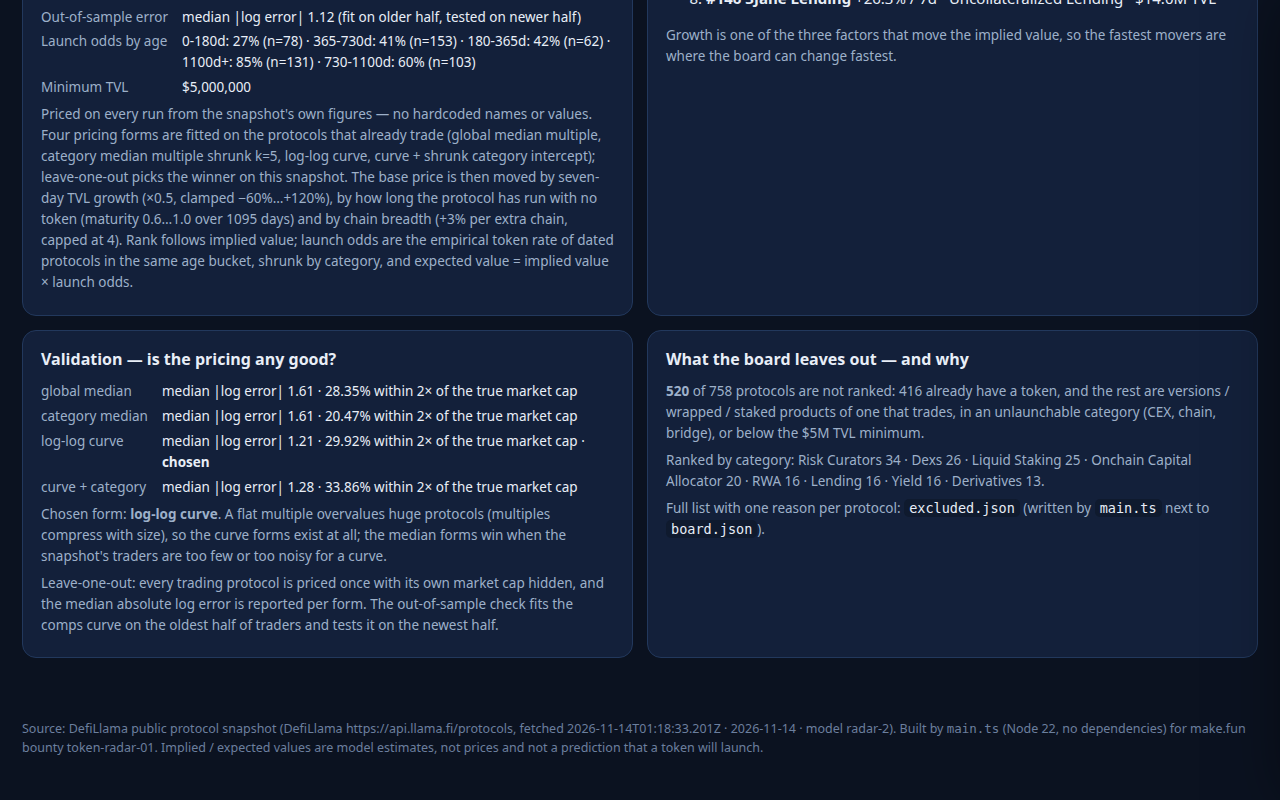 Out-of-sample error median |log error| 1.12 (fit on older half, tested on newer half)
Launch odds by age 0-180d: 27% (n=78) · 365-730d: 41% (n=153) · 180-365d: 42% (n=62) ·
1100d+: 85% (n=131) · 730-1100d: 60% (n=103)
Minimum TVL $5,000,000
Priced on every run from the snapshot's own figures — no hardcoded names or values.
Four pricing forms are fitted on the protocols that already trade (global median multiple,
category median multiple shrunk k=5, log-log curve, curve + shrunk category intercept);
leave-one-out picks the winner on this snapshot. The base price is then moved by seven-
day TVL growth (×0.5, clamped −60%…+120%), by how long the protocol has run with no
token (maturity 0.6…1.0 over 1095 days) and by chain breadth (+3% per extra chain,
capped at 4). Rank follows implied value; launch odds are the empirical token rate of dated
protocols in the same age bucket, shrunk by category, and expected value = implied value
× launch odds.
Growth is one of the three factors that move the implied value, so the fastest movers are
where the board can change fastest.
Validation — is the pricing any good?
global median median |log error| 1.61 · 28.35% within 2× of the true market cap
category median median |log error| 1.61 · 20.47% within 2× of the true market cap
log-log curve median |log error| 1.21 · 29.92% within 2× of the true market cap ·
chosen
curve + category median |log error| 1.28 · 33.86% within 2× of the true market cap
Chosen form: log-log curve. A flat multiple overvalues huge protocols (multiples
compress with size), so the curve forms exist at all; the median forms win when the
snapshot's traders are too few or too noisy for a curve.
Leave-one-out: every trading protocol is priced once with its own market cap hidden, and
the median absolute log error is reported per form. The out-of-sample check fits the
comps curve on the oldest half of traders and tests it on the newest half.
What the board leaves out — and why
520 of 758 protocols are not ranked: 416 already have a token, and the rest are versions /
wrapped / staked products of one that trades, in an unlaunchable category (CEX, chain,
bridge), or below the $5M TVL minimum.
Ranked by category: Risk Curators 34 · Dexs 26 · Liquid Staking 25 · Onchain Capital
Allocator 20 · RWA 16 · Lending 16 · Yield 16 · Derivatives 13.
Full list with one reason per protocol: excluded.json (written by main.ts next to
board.json ).
Source: DefiLlama public protocol snapshot (DefiLlama https://api.llama.fi/protocols, fetched 2026-11-14T01:18:33.201Z · 2026-11-14 · model radar-2). Built by main.ts (Node 22, no dependencies) for make.fun
bounty token-radar-01. Implied / expected values are model estimates, not prices and not a prediction that a token will launch.